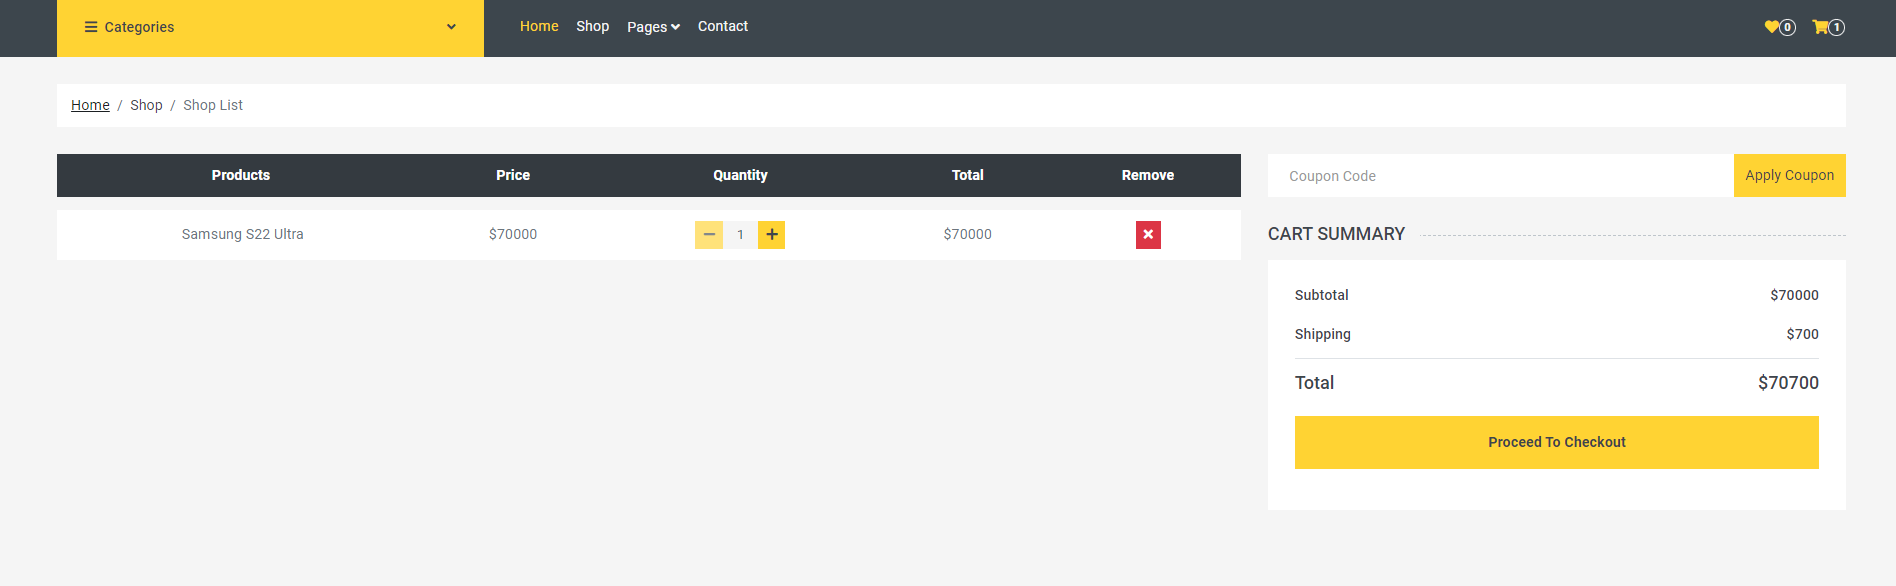 Categories Home Shop Pages Contact 0 1
Home / Shop / Shop List
Products Price Quantity Total Remove
Samsung S22 Ultra $70000 1 $70000
Coupon Code Apply Coupon
CART SUMMARY
Subtotal $70000
Shipping $700
Total $70700
Proceed To Checkout